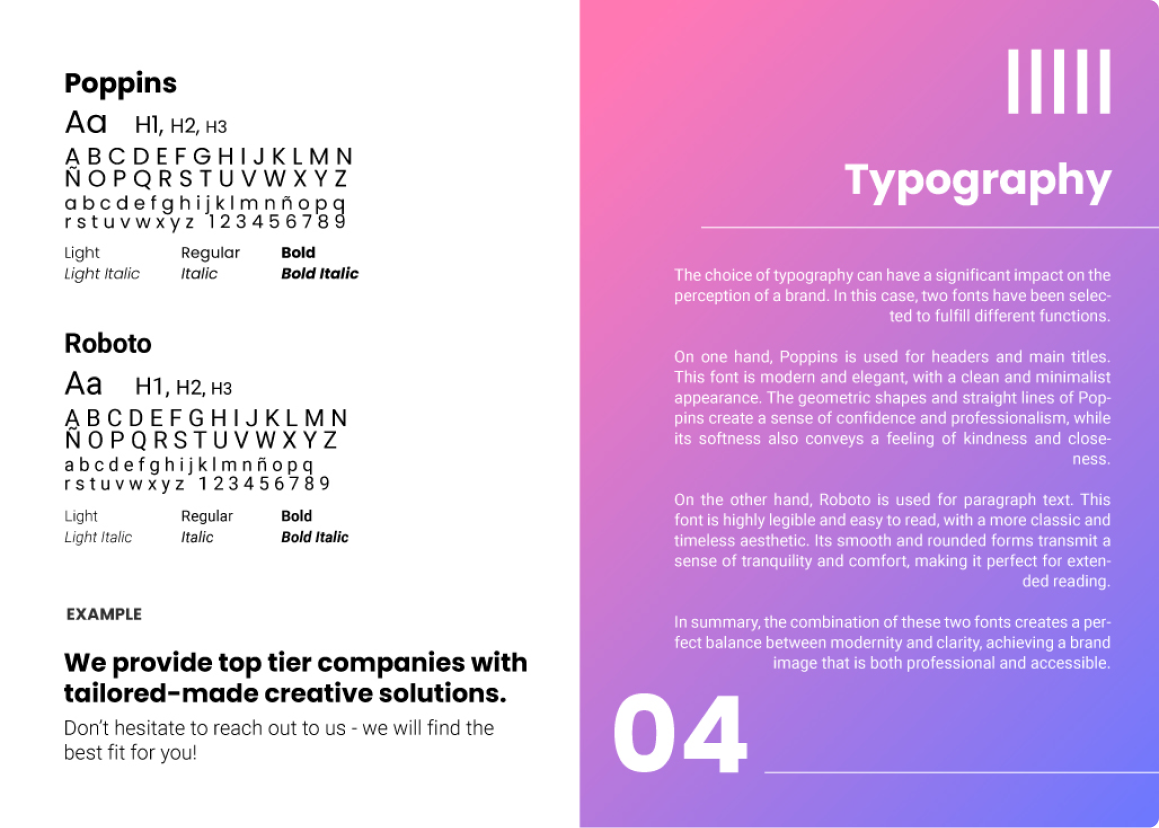 Poppins
Aa H1, H2, H3
A B C D E F G H I J K L M N
Ñ O P Q R S T U V W X Y Z
a b c d e f g h i j k l m n ñ o p q
r s t u v w x y z 1 2 3 4 5 6 7 8 9
Light Regular Bold
Light Italic Italic Bold Italic
Roboto
Aa H1, H2, H3
A B C D E F G H I J K L M N
Ñ O P Q R S T U V W X Y Z
a b c d e f g h i j k l m n ñ o p q
r s t u v w x y z 1 2 3 4 5 6 7 8 9
Light Regular Bold
Light Italic Italic Bold Italic
EXAMPLE
We provide top tier companies with
tailored-made creative solutions.
Don't hesitate to reach out to us - we will find the
best fit for you!
Typography
The choice of typography can have a significant impact on the
perception of a brand. In this case, two fonts have been selec-
ted to fulfill different functions.
On one hand, Poppins is used for headers and main titles.
This font is modern and elegant, with a clean and minimalist
appearance. The geometric shapes and straight lines of Pop-
pins create a sense of confidence and professionalism, while
its softness also conveys a feeling of kindness and close-
ness.
On the other hand, Roboto is used for paragraph text. This
font is highly legible and easy to read, with a more classic and
timeless aesthetic. Its smooth and rounded forms transmit a
sense of tranquility and comfort, making it perfect for exten-
ded reading.
In summary, the combination of these two fonts creates a per-
fect balance between modernity and clarity, achieving a brand
image that is both professional and accessible.
04